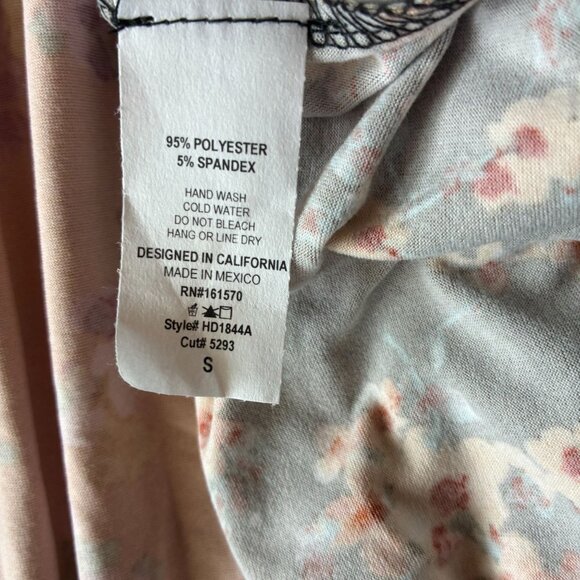 95% POLYESTER
5% SPANDEX
HAND WASH
COLD WATER
DO NOT BLEACH
HANG OR LINE DRY
DESIGNED IN CALIFORNIA
MADE IN MEXICO
RN#161570
Style# HD1844A
Cut# 5293
S